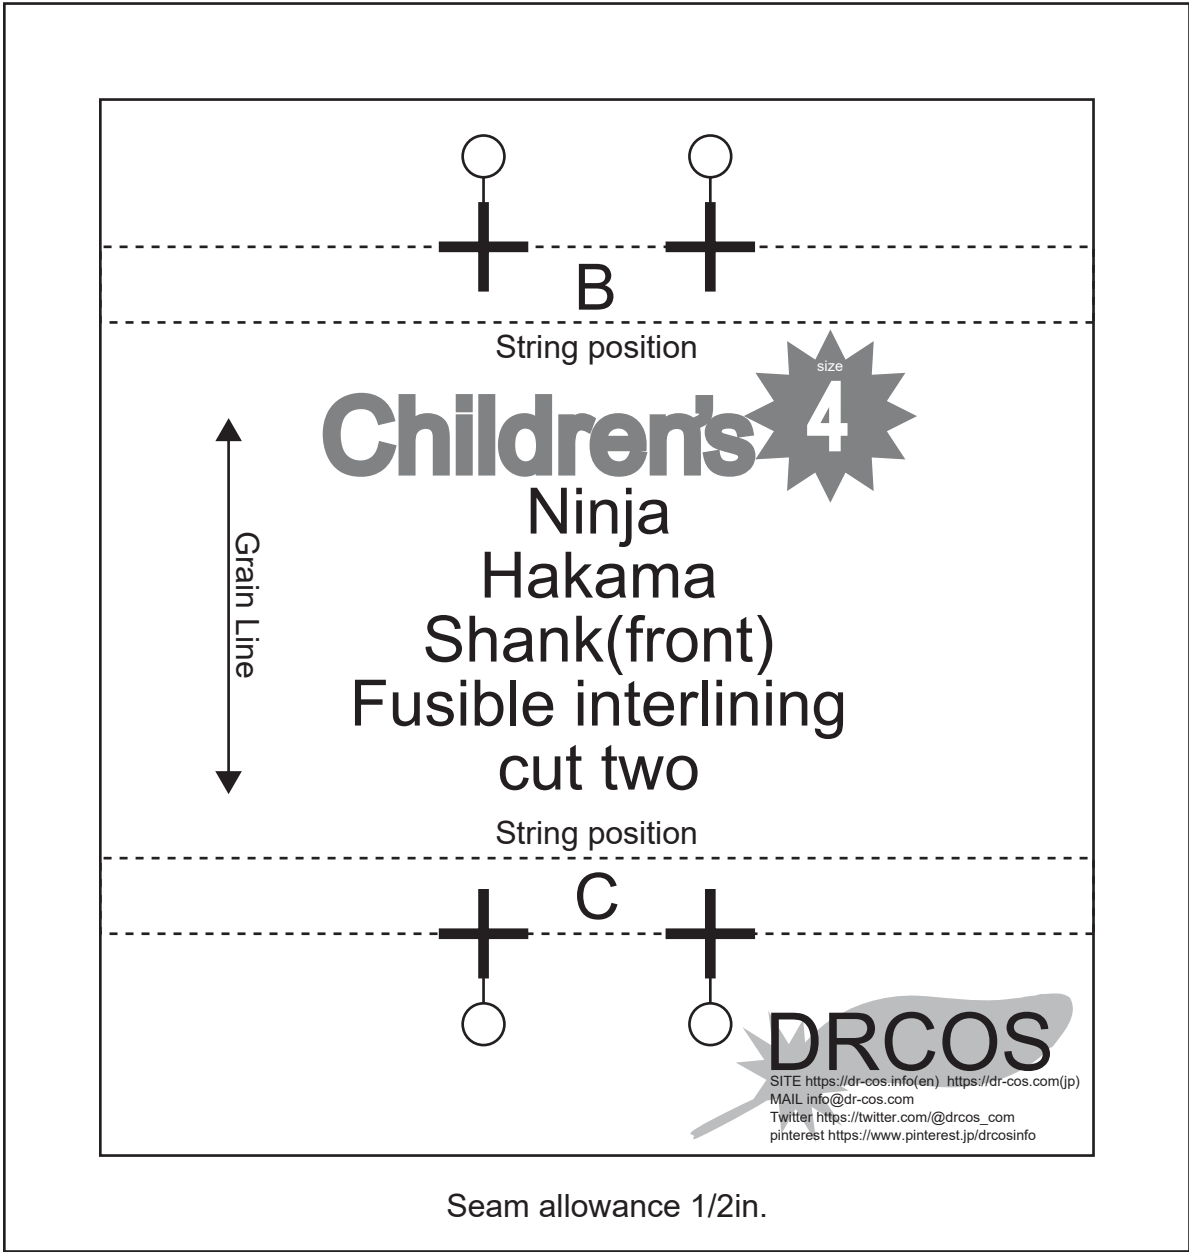 B
String position
size
4
Children's
Ninja
Hakama
Shank(front)
Fusible interlining
cut two
Grain Line
String position
C
DRCOS
SITE https://dr-cos.info(en) https://dr-cos.com(jp)
MAIL info@dr-cos.com
Twitter https://twitter.com/@drcos_com
pinterest https://www.pinterest.jp/drcosinfo
Seam allowance 1/2in.